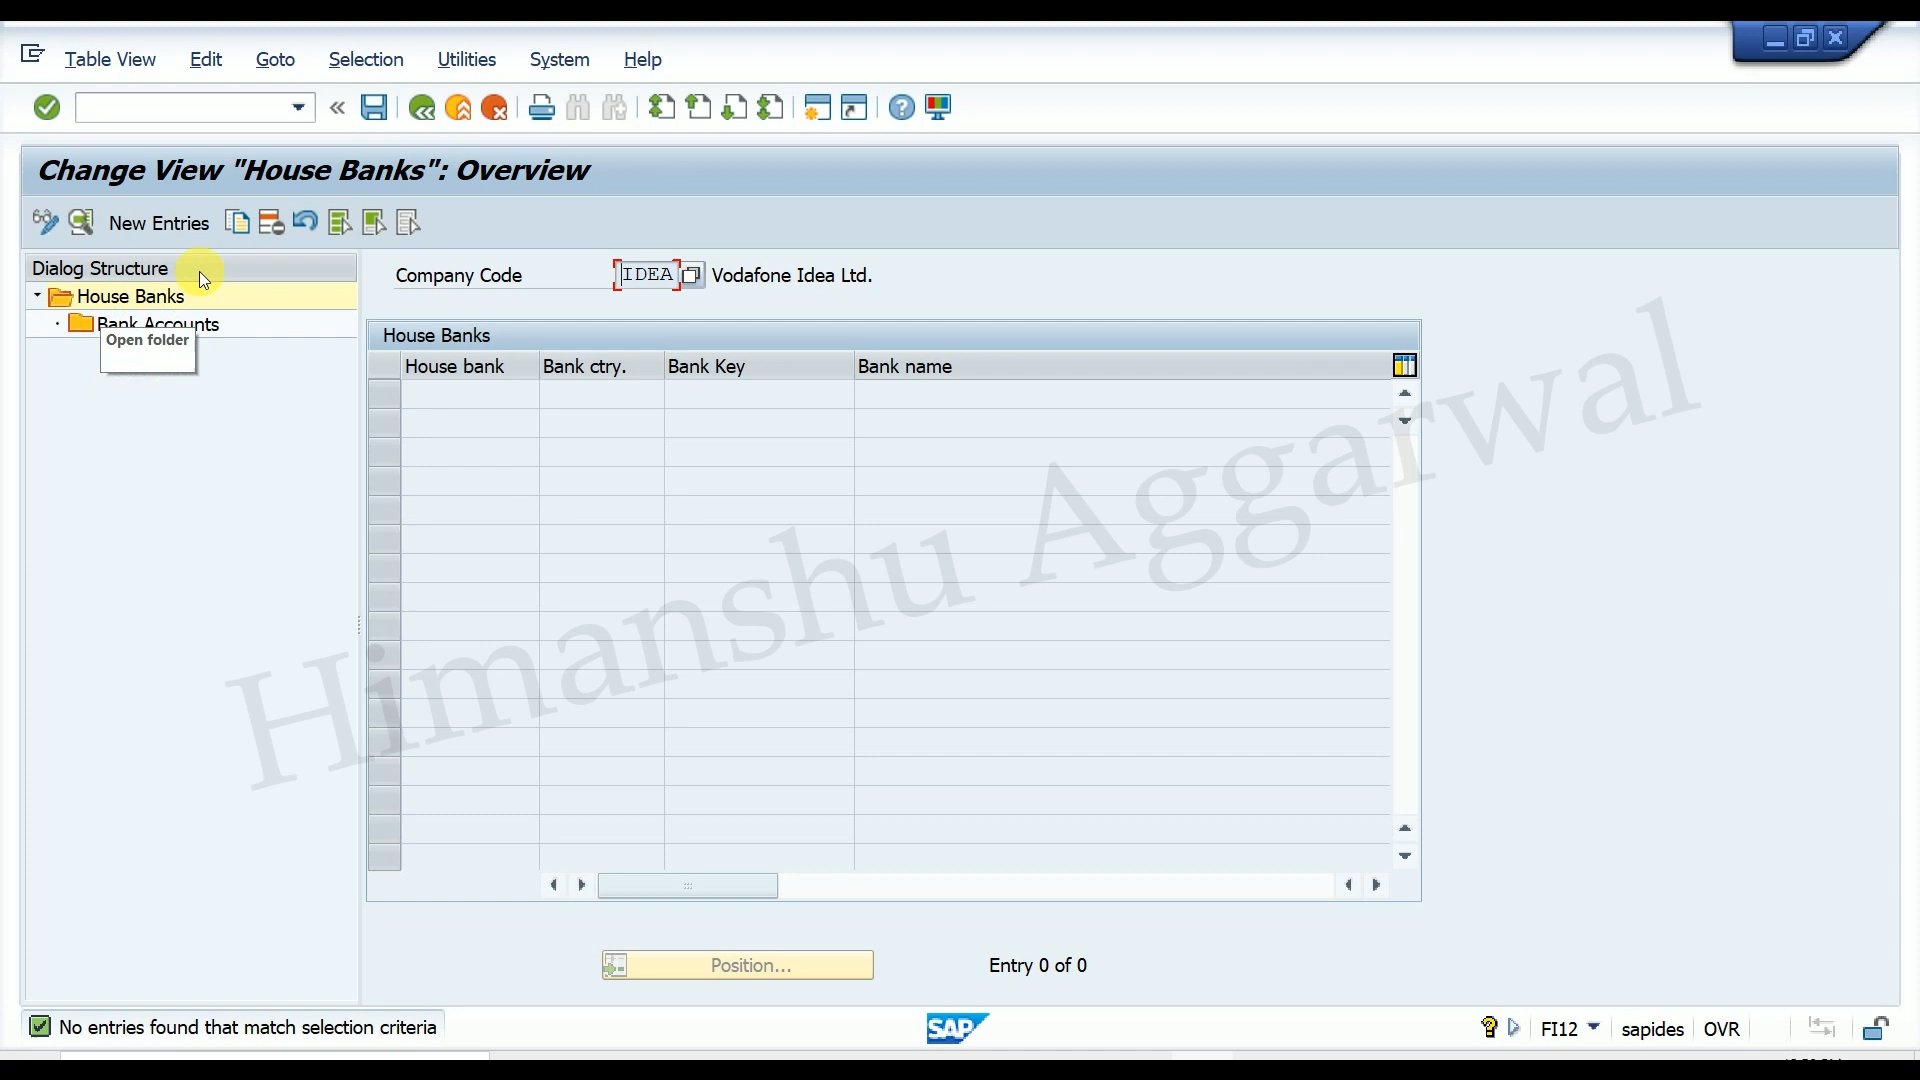 Table View Edit Goto Selection Utilities System Help
Change View "House Banks": Overview
New Entries
Dialog Structure
House Banks
Bank Accounts
Open folder
Company Code IDEA Vodafone Idea Ltd.
House Banks
House bank Bank ctry. Bank Key Bank name
Himanshu Aggarwal
Position... Entry 0 of 0
No entries found that match selection criteria
SAP
FI12 sapides OVR